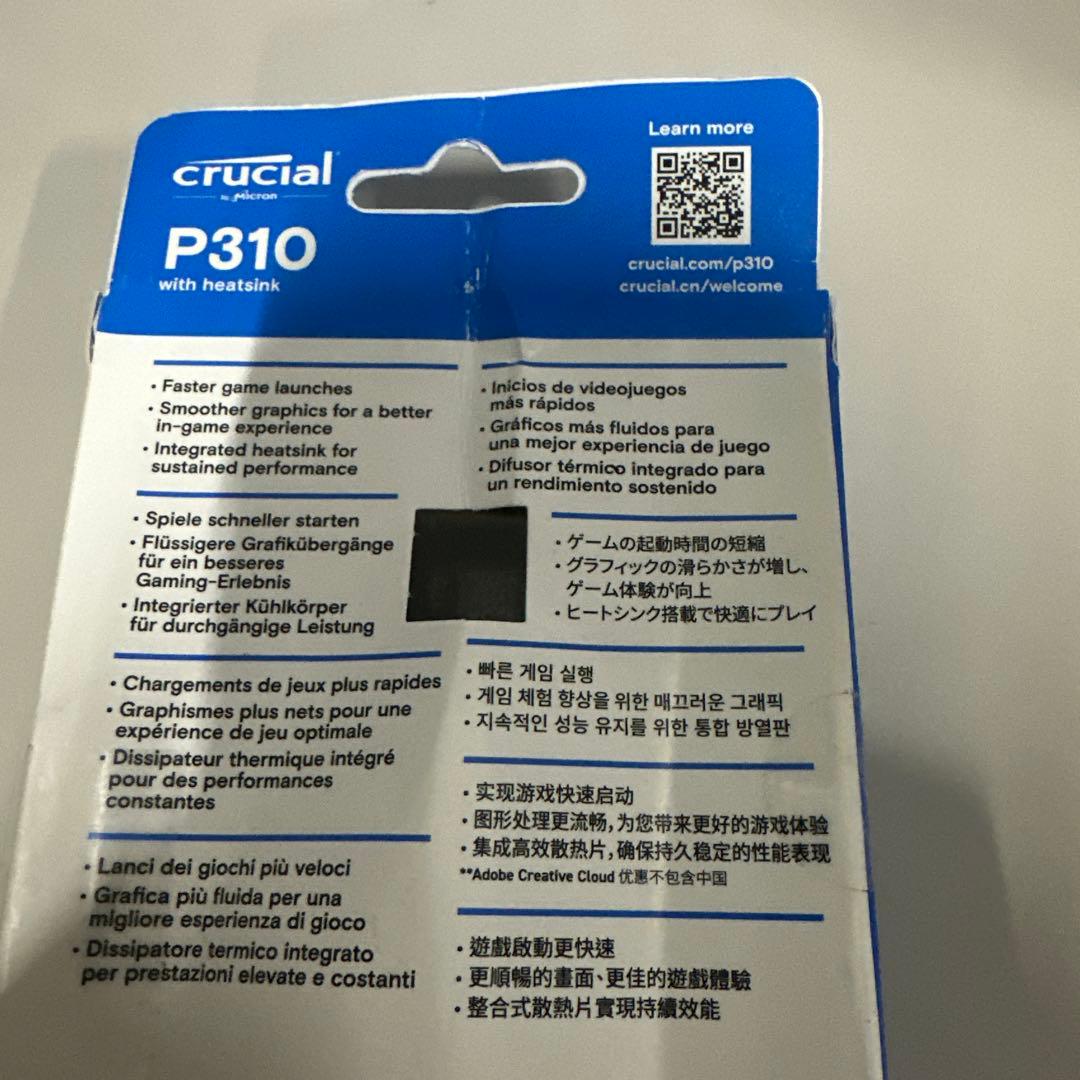 crucial
by Micron
P310
with heatsink
Learn more
crucial.com/p310
crucial.cn/welcome
• Faster game launches
• Smoother graphics for a better
in-game experience
• Integrated heatsink for
sustained performance
• Spiele schneller starten
• Flüssigere Grafikübergänge
für ein besseres
Gaming-Erlebnis
• Integrierter Kühlkörper
für durchgängige Leistung
• Chargements de jeux plus rapides
• Graphismes plus nets pour une
expérience de jeu optimale
• Dissipateur thermique intégré
pour des performances
constantes
• Lanci dei giochi più veloci
• Grafica più fluida per una
migliore esperienza di gioco
• Dissipatore termico integrato
per prestazioni elevate e costanti
• Inicios de videojuegos
más rápidos
• Gráficos más fluidos para
una mejor experiencia de juego
• Difusor térmico integrado para
un rendimiento sostenido
• ゲームの起動時間の短縮
• グラフィックの滑らかさが増し、
ゲーム体験が向上
• ヒートシンク搭載で快適にプレイ
• 빠른 게임 실행
• 게임 체험 향상을 위한 매끄러운 그래픽
• 지속적인 성능 유지를 위한 통합 방열판
• 实现游戏快速启动
• 图形处理更流畅,为您带来更好的游戏体验
• 集成高效散热片,确保持久稳定的性能表现
**Adobe Creative Cloud 优惠不包含中国
• 遊戲啟動更快速
• 更順暢的畫面、更佳的遊戲體驗
• 整合式散熱片實現持續效能